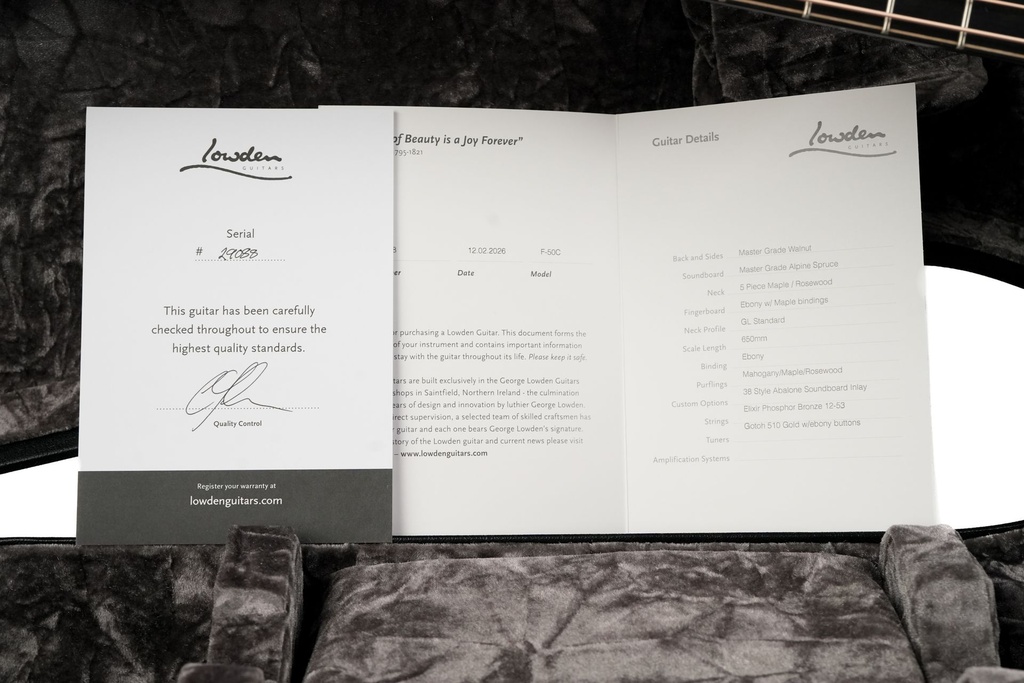 Lowden
GUITARS
Serial
# 29088
This guitar has been carefully
checked throughout to ensure the
highest quality standards.
Quality Control
Register your warranty at
lowdenguitars.com
of Beauty is a Joy Forever"
795-1821
8 12.02.2026 F-50C
er Date Model
r purchasing a Lowden Guitar. This document forms the
of your instrument and contains important information
stay with the guitar throughout its life. Please keep it safe.
tars are built exclusively in the George Lowden Guitars
shops in Saintfield, Northern Ireland - the culmination
ears of design and innovation by luthier George Lowden.
irect supervision, a selected team of skilled craftsmen has
guitar and each one bears George Lowden's signature.
tory of the Lowden guitar and current news please visit
– www.lowdenguitars.com
Guitar Details
Lowden
GUITARS
Back and Sides Master Grade Walnut
Soundboard Master Grade Alpine Spruce
Neck 5 Piece Maple / Rosewood
Fingerboard Ebony w/ Maple bindings
Neck Profile GL Standard
Scale Length 650mm
Binding Ebony
Purflings Mahogany/Maple/Rosewood
Custom Options 38 Style Abalone Soundboard Inlay
Strings Elixir Phosphor Bronze 12-53
Tuners Gotoh 510 Gold w/ebony buttons
Amplification Systems